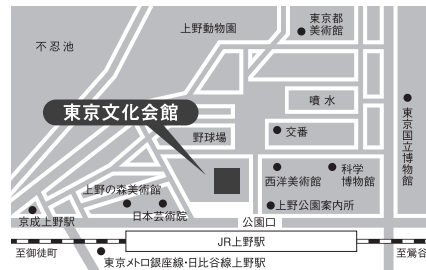 東京都
美術館
上野動物園
不忍池
噴水
東京文化会館
野球場
交番
東京国立博物館
西洋美術館
科学
博物館
上野の森美術館
日本芸術院
上野公園案内所
京成上野駅
公園口
JR上野駅
至御徒町
至鶯谷
東京メトロ銀座線・日比谷線上野駅